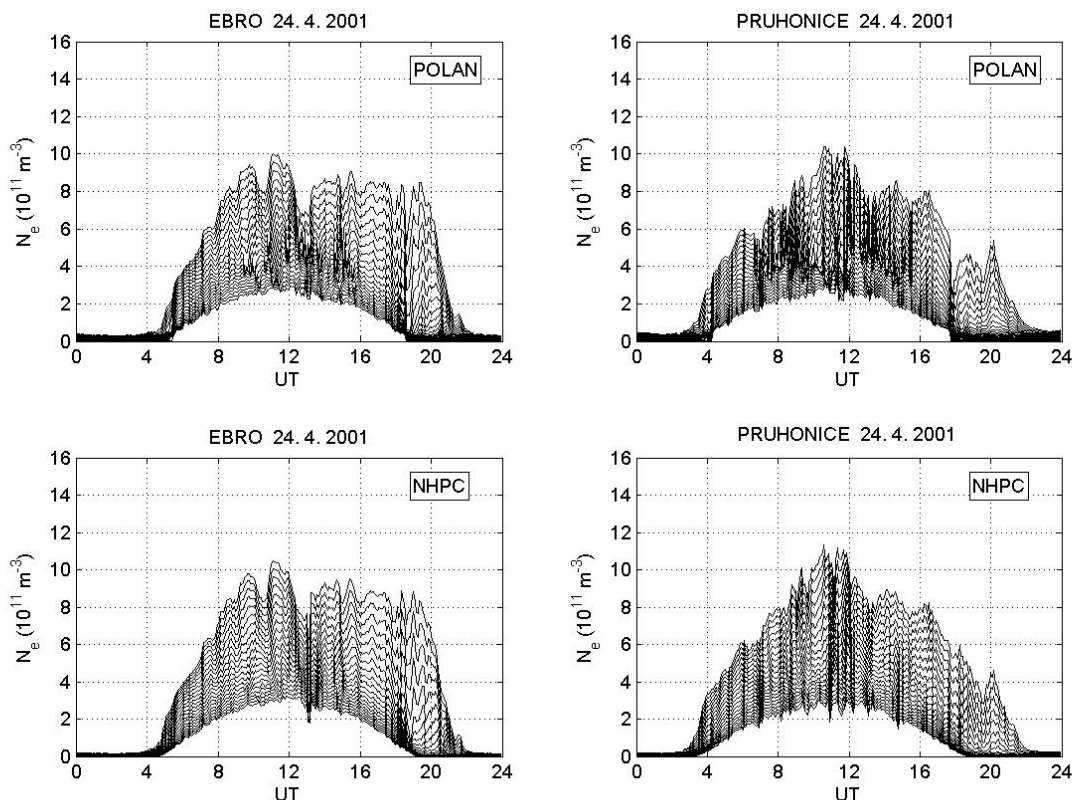 EBRO 24. 4. 2001
POLAN
16
14
12
10
8
6
4
2
0
N_e (10^11 m^-3)
0 4 8 12 16 20 24
UT
PRUHONICE 24. 4. 2001
POLAN
16
14
12
10
8
6
4
2
0
N_e (10^11 m^-3)
0 4 8 12 16 20 24
UT
EBRO 24. 4. 2001
NHPC
16
14
12
10
8
6
4
2
0
N_e (10^11 m^-3)
0 4 8 12 16 20 24
UT
PRUHONICE 24. 4. 2001
NHPC
16
14
12
10
8
6
4
2
0
N_e (10^11 m^-3)
0 4 8 12 16 20 24
UT